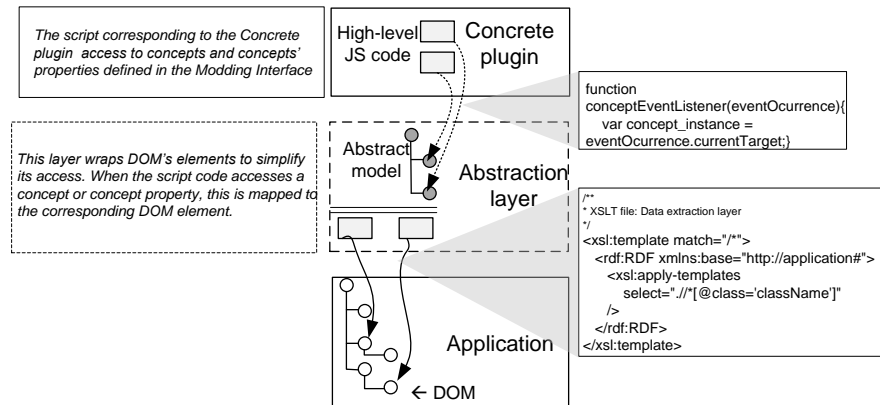 The script corresponding to the Concrete
plugin access to concepts and concepts'
properties defined in the Modding Interface
High-level
JS code
Concrete
plugin
function
conceptEventListener(eventOcurrence){
var concept_instance =
eventOcurrence.currentTarget;}
This layer wraps DOM's elements to simplify
its access. When the script code accesses a
concept or concept property, this is mapped to
the corresponding DOM element.
Abstract
model
Abstraction
layer
/**
* XSLT file: Data extraction layer
*/
<xsl:template match="/*">
<rdf:RDF xmlns:base="http://application#">
<xsl:apply-templates
select=".//*[@class='className']"
/>
</rdf:RDF>
</xsl:template>
Application
← DOM